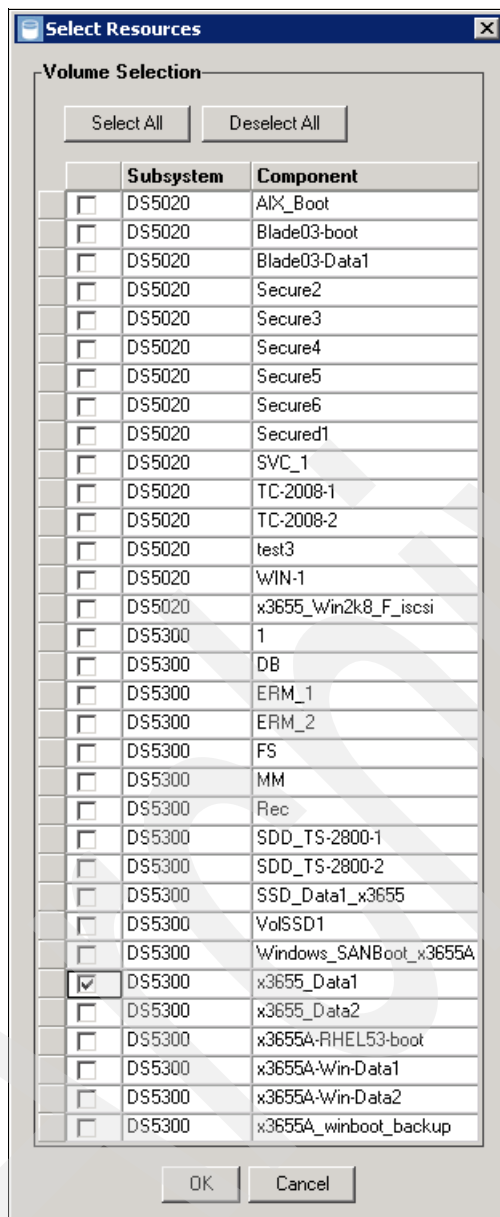 Select Resources
Volume Selection
Select All Deselect All
Subsystem Component
DS5020 AIX_Boot
DS5020 Blade03-boot
DS5020 Blade03-Data1
DS5020 Secure2
DS5020 Secure3
DS5020 Secure4
DS5020 Secure5
DS5020 Secure6
DS5020 Secured1
DS5020 SVC_1
DS5020 TC-2008-1
DS5020 TC-2008-2
DS5020 test3
DS5020 WIN-1
DS5020 x3655_Win2k8_F_iscsi
DS5300 1
DS5300 DB
DS5300 ERM_1
DS5300 ERM_2
DS5300 FS
DS5300 MM
DS5300 Rec
DS5300 SDD_TS-2800-1
DS5300 SDD_TS-2800-2
DS5300 SSD_Data1_x3655
DS5300 VolSSD1
DS5300 Windows_SANBoot_x3655A
DS5300 x3655_Data1
DS5300 x3655_Data2
DS5300 x3655A-RHEL53-boot
DS5300 x3655A-Win-Data1
DS5300 x3655A-Win-Data2
DS5300 x3655A_winboot_backup
OK Cancel